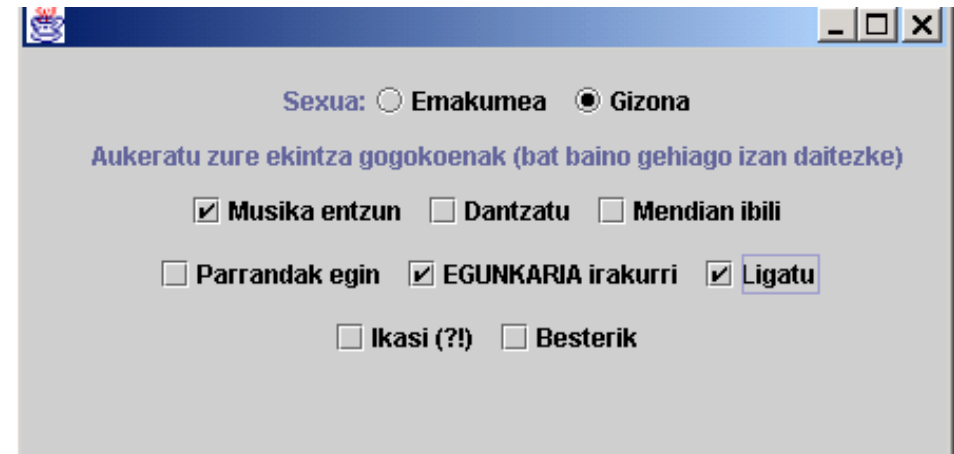 Sexua: Emakumea Gizona
Aukeratu zure ekintza gogokoenak (bat baino gehiago izan daitezke)
Musika entzun Dantzatu Mendian ibili
Parrandak egin EGUNKARIA irakurri Ligatu
Ikasi (?!) Besterik